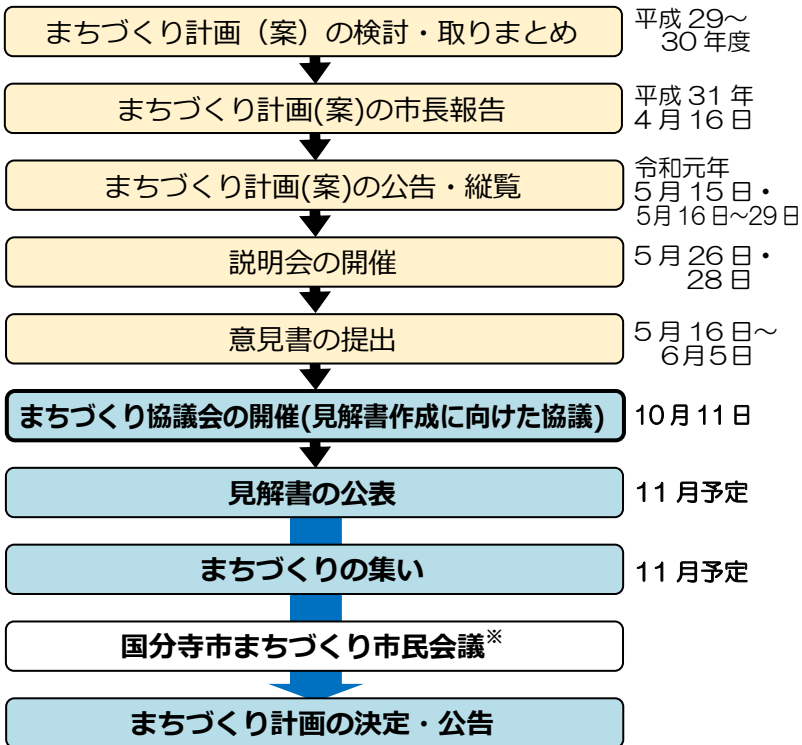 まちづくり計画（案）の検討・取りまとめ
平成 29～
30 年度
まちづくり計画(案)の市長報告
平成 31 年
4 月 16 日
まちづくり計画(案)の公告・縦覧
令和元年
5 月 15 日・
5月 16 日～29 日
説明会の開催
5 月 26 日・
28 日
意見書の提出
5 月 16 日～
6月5日
まちづくり協議会の開催(見解書作成に向けた協議)
10 月 11 日
見解書の公表
11 月予定
まちづくりの集い
11 月予定
国分寺市まちづくり市民会議※
まちづくり計画の決定・公告